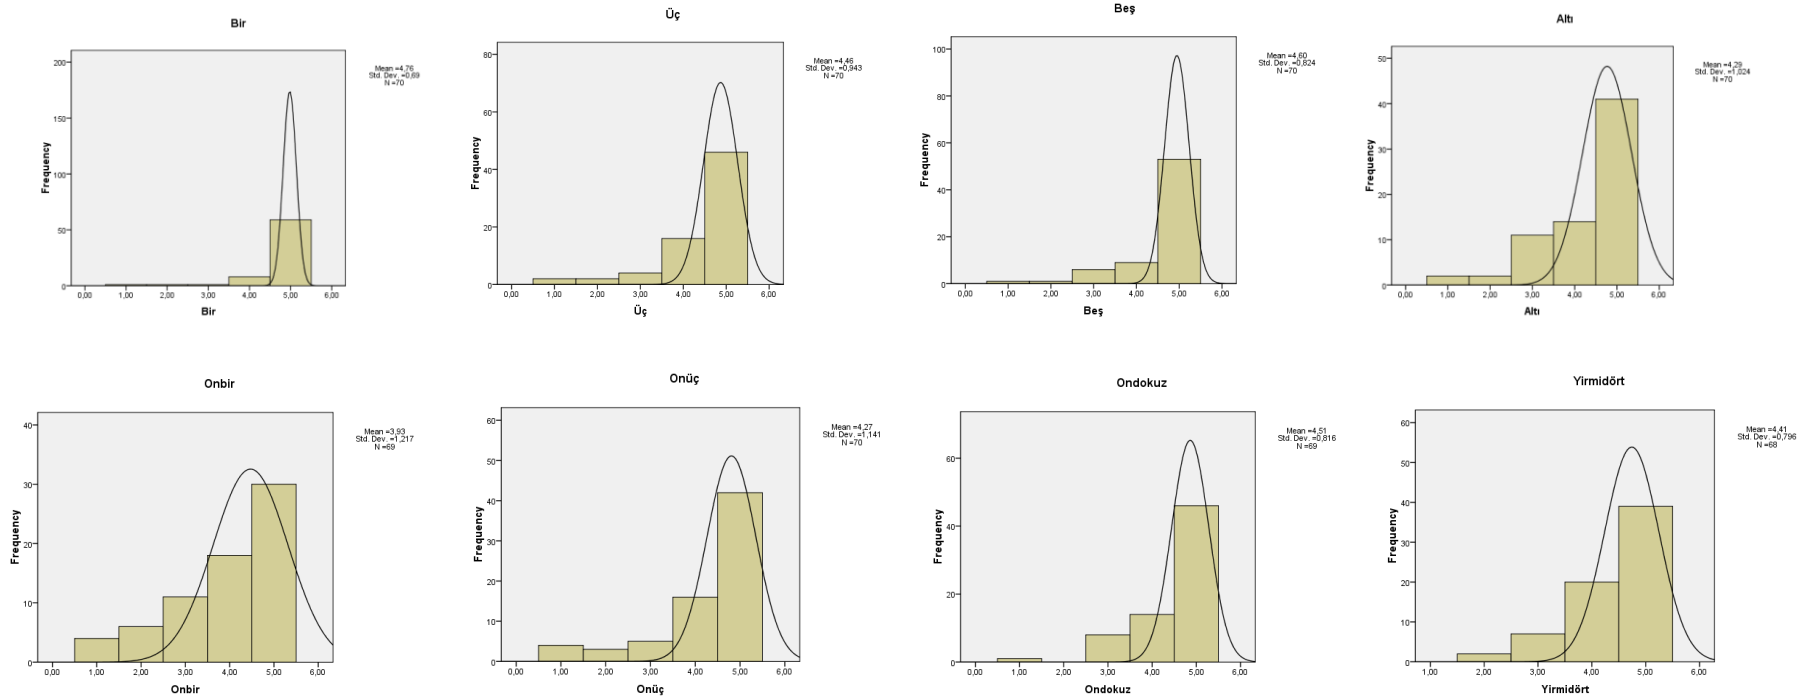 Bir
200
150
100
50
0
0,00 1,00 2,00 3,00 4,00 5,00 6,00
Frequency
Bir
Mean =4,76
Std. Dev. =0,69
N =70
Üç
80
60
40
20
0
0,00 1,00 2,00 3,00 4,00 5,00 6,00
Frequency
Üç
Mean =4,46
Std. Dev. =0,943
N =70
Beş
100
80
60
40
20
0
0,00 1,00 2,00 3,00 4,00 5,00 6,00
Frequency
Beş
Mean =4,60
Std. Dev. =0,824
N =70
Altı
50
40
30
20
10
0
0,00 1,00 2,00 3,00 4,00 5,00 6,00
Frequency
Altı
Mean =4,29
Std. Dev. =1,024
N =70
Onbir
40
30
20
10
0
0,00 1,00 2,00 3,00 4,00 5,00 6,00
Frequency
Onbir
Mean =3,93
Std. Dev. =1,217
N =69
Onüç
60
50
40
30
20
10
0
0,00 1,00 2,00 3,00 4,00 5,00 6,00
Frequency
Onüç
Mean =4,27
Std. Dev. =1,141
N =70
Ondokuz
60
40
20
0
0,00 1,00 2,00 3,00 4,00 5,00 6,00
Frequency
Ondokuz
Mean =4,51
Std. Dev. =0,816
N =69
Yirmidört
60
50
40
30
20
10
0
1,00 2,00 3,00 4,00 5,00 6,00
Frequency
Yirmidört
Mean =4,41
Std. Dev. =0,796
N =68